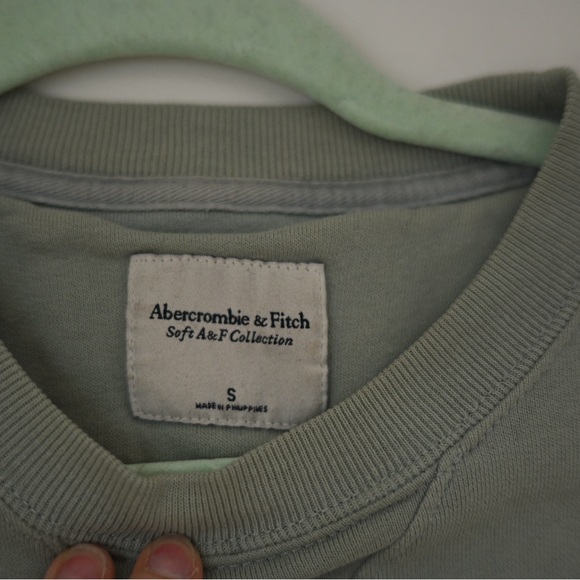 Abercrombie & Fitch
Soft A&F Collection
S
MADE IN PHILIPPINES